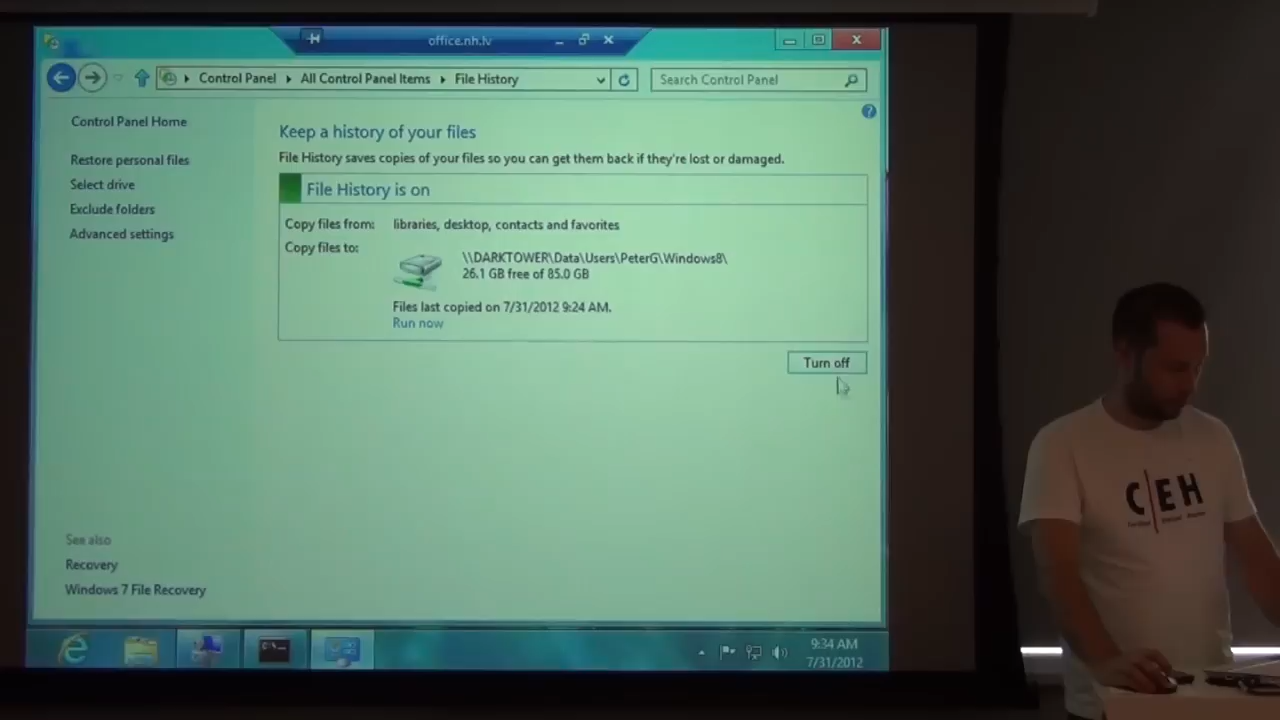 office.nh.lv
Control Panel All Control Panel Items File History
Search Control Panel
Control Panel Home
Restore personal files
Select drive
Exclude folders
Advanced settings
Keep a history of your files
File History saves copies of your files so you can get them back if they're lost or damaged.
File History is on
Copy files from: libraries, desktop, contacts and favorites
Copy files to: \\DARKTOWER\Data\Users\PeterG\Windows8\
26.1 GB free of 85.0 GB
Files last copied on 7/31/2012 9:24 AM.
Run now
Turn off
See also
Recovery
Windows 7 File Recovery
9:34 AM
7/31/2012
C EH